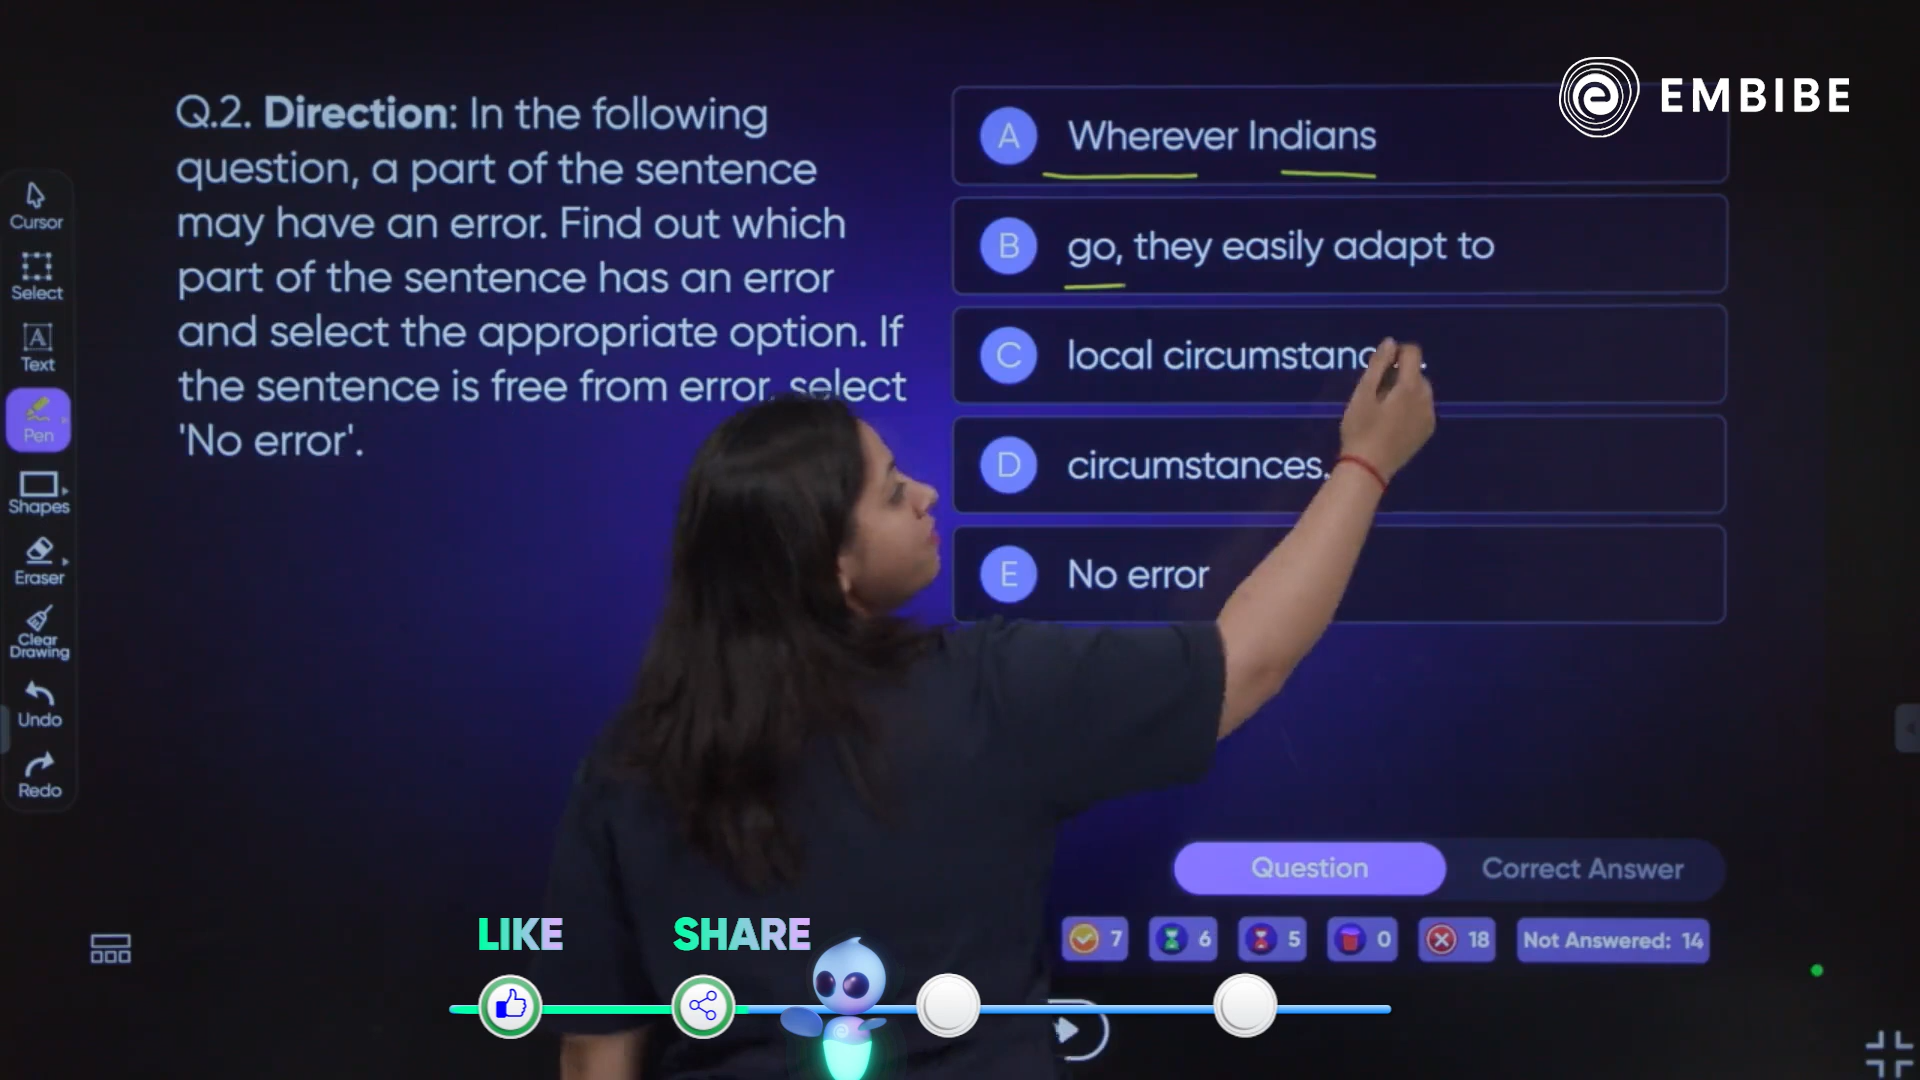 EMBIBE
Q.2. Direction: In the following
question, a part of the sentence
may have an error. Find out which
part of the sentence has an error
and select the appropriate option. If
the sentence is free from error, select
'No error'.
A Wherever Indians
B go, they easily adapt to
C local
D circumstances.
E No error
Cursor
Select
Text
Pen
Shapes
Eraser
Clear
Drawing
Undo
Redo
Question
Correct Answer
7
6
5
0
18
Not Answered: 14
LIKE
SHARE